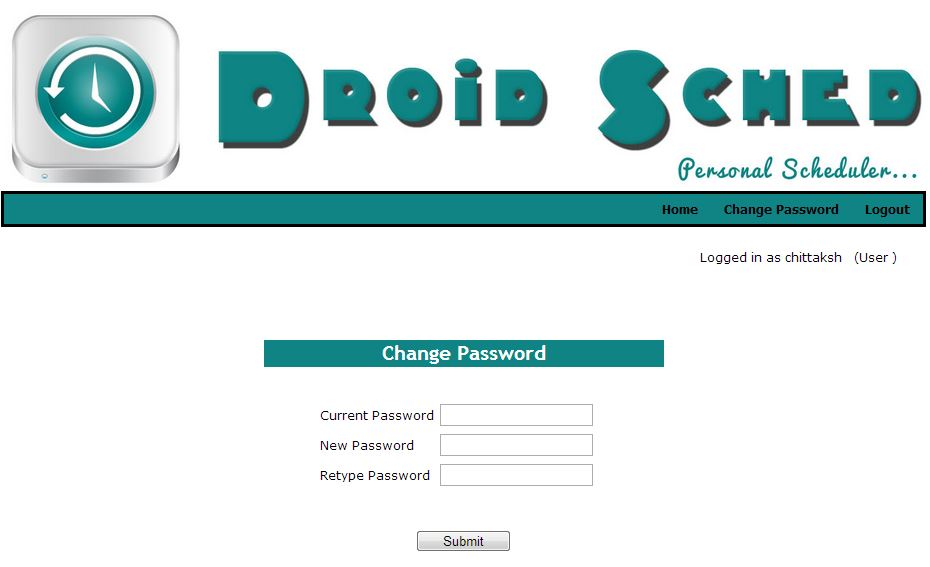 Droid Sched
Personal Scheduler...
Home Change Password Logout
Logged in as chittaksh (User )
Change Password
Current Password
New Password
Retype Password
Submit